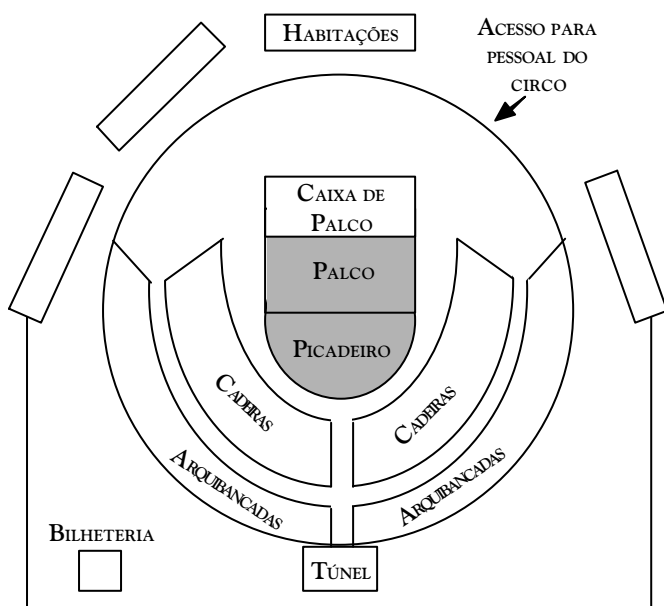 HABITAÇÕES
ACESSO PARA
PESSOAL DO
CIRCO
CAIXA DE
PALCO
PALCO
PICADEIRO
CADEIRAS
CADEIRAS
ARQUIBANCADAS
ARQUIBANCADAS
BILHETERIA
TÚNEL